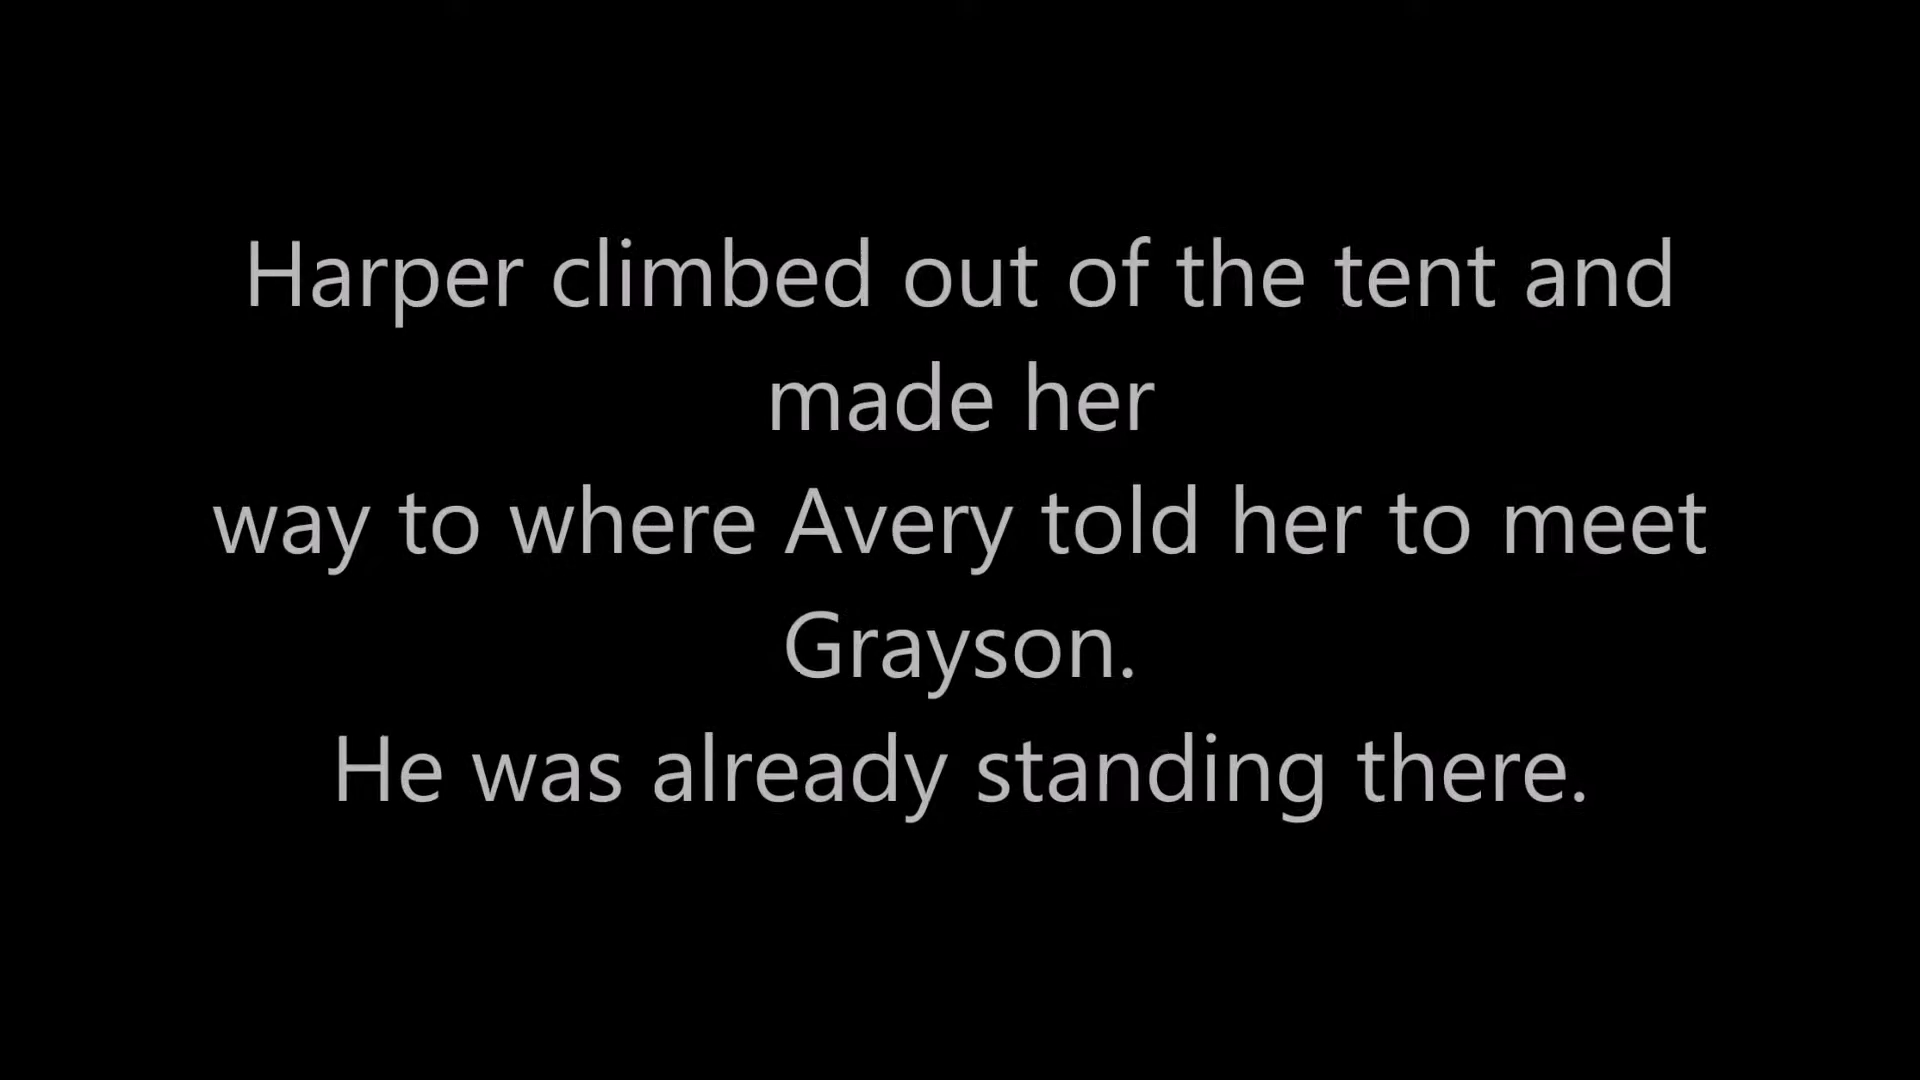 Harper climbed out of the tent and
made her
way to where Avery told her to meet
Grayson.
He was already standing there.